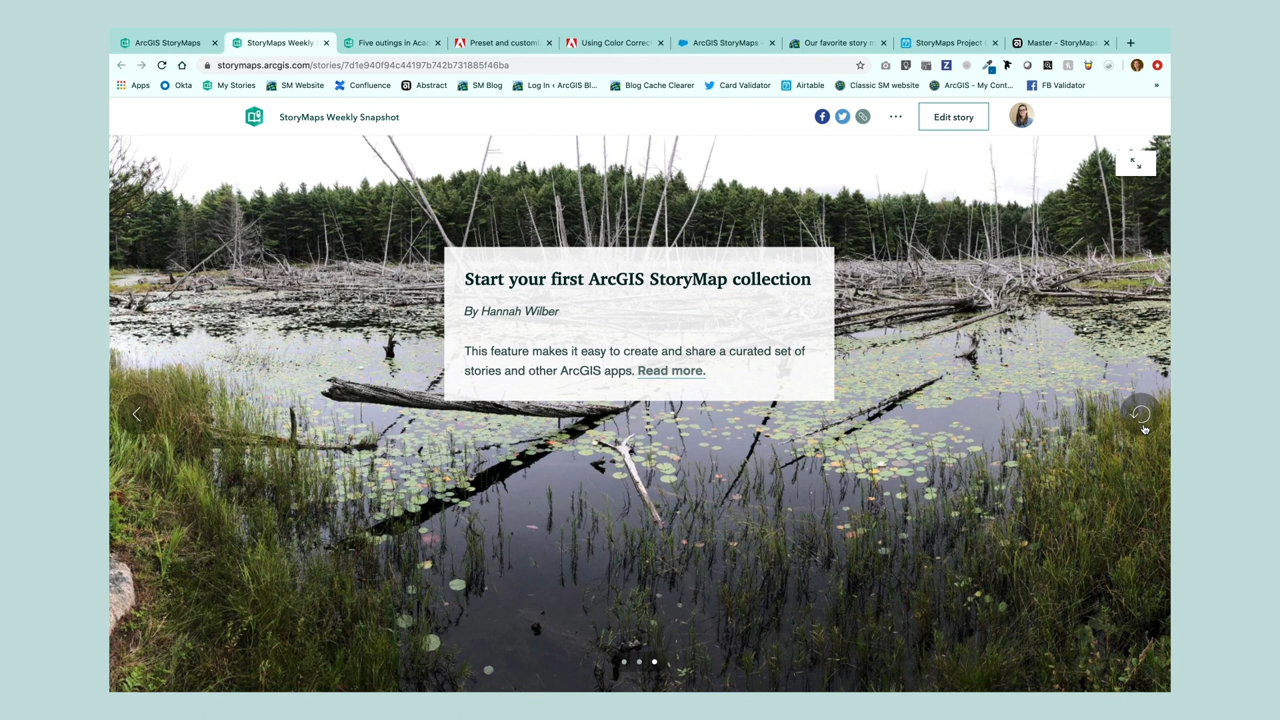 ArcGIS StoryMaps
StoryMaps Weekly
Five outings in Aca
Preset and customi
Using Color Correc
ArcGIS StoryMaps -
Our favorite story m
StoryMaps Project
Master - StoryMaps
storymaps.arcgis.com/stories/7d1e940f94c44197b742b731885f46ba
Apps
Okta
My Stories
SM Website
Confluence
Abstract
SM Blog
Log In ‹ ArcGIS Bl...
Blog Cache Clearer
Card Validator
Airtable
Classic SM website
ArcGIS - My Cont...
FB Validator
»
StoryMaps Weekly Snapshot
Edit story
Start your first ArcGIS StoryMap collection
By Hannah Wilber
This feature makes it easy to create and share a curated set of
stories and other ArcGIS apps. Read more.